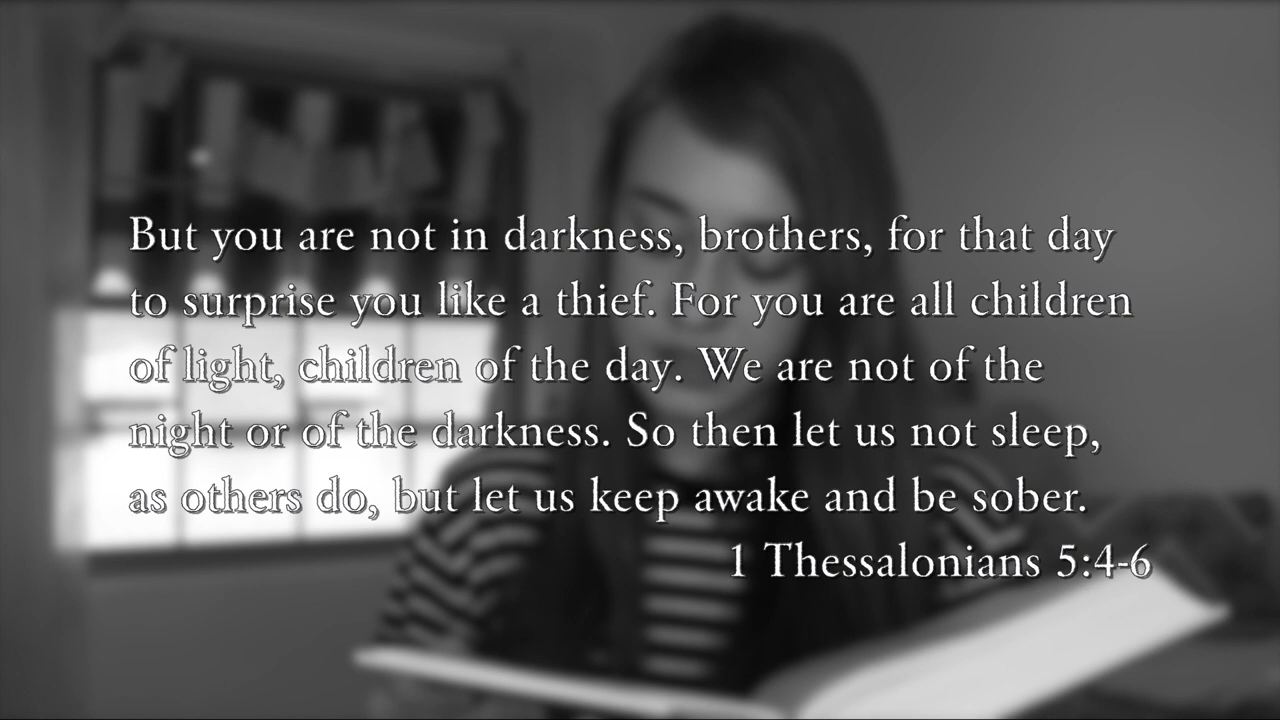 But you are not in darkness, brothers, for that day
to surprise you like a thief. For you are all children
of light, children of the day. We are not of the
night or of the darkness. So then let us not sleep,
as others do, but let us keep awake and be sober.
1 Thessalonians 5:4-6